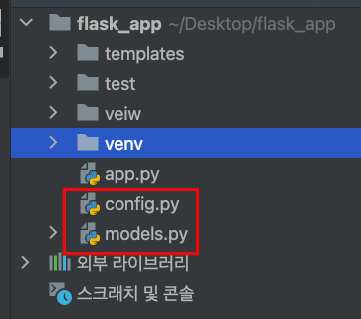 flask_app ~/Desktop/flask_app
templates
test
veiw
venv
app.py
config.py
models.py
외부 라이브러리
스크래치 및 콘솔